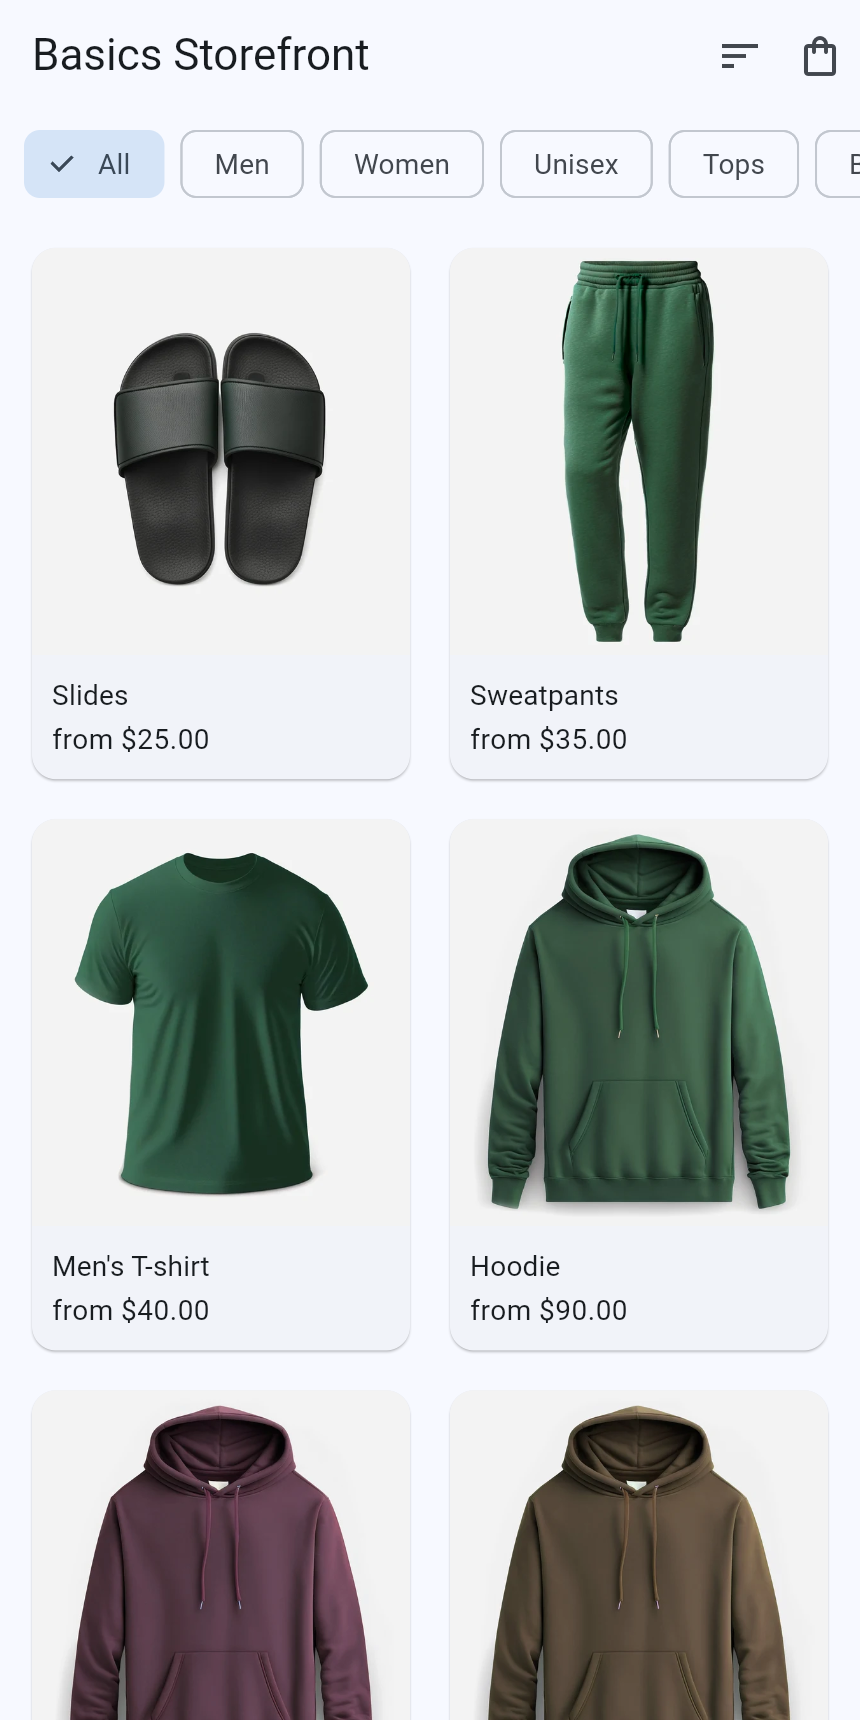 Basics Storefront
All
Men
Women
Unisex
Tops
Slides
from $25.00
Sweatpants
from $35.00
Men's T-shirt
from $40.00
Hoodie
from $90.00